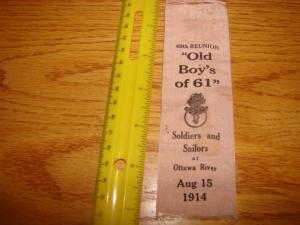 49th REUNION
"Old
Boy's
of 61"
Soldiers and
Sailors
at
Ottawa River
Aug 15
1914